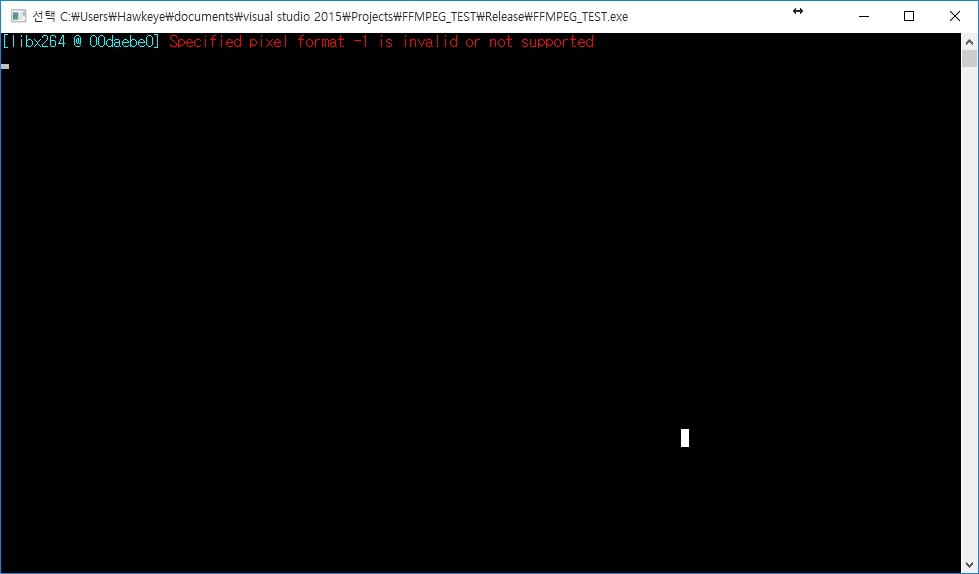 선택 C:₩Users₩Hawkeye₩documents₩visual studio 2015₩Projects₩FFMPEG_TEST₩Release₩FFMPEG_TEST.exe
[libx264 @ 00daebe0] Specified pixel format -1 is invalid or not supported